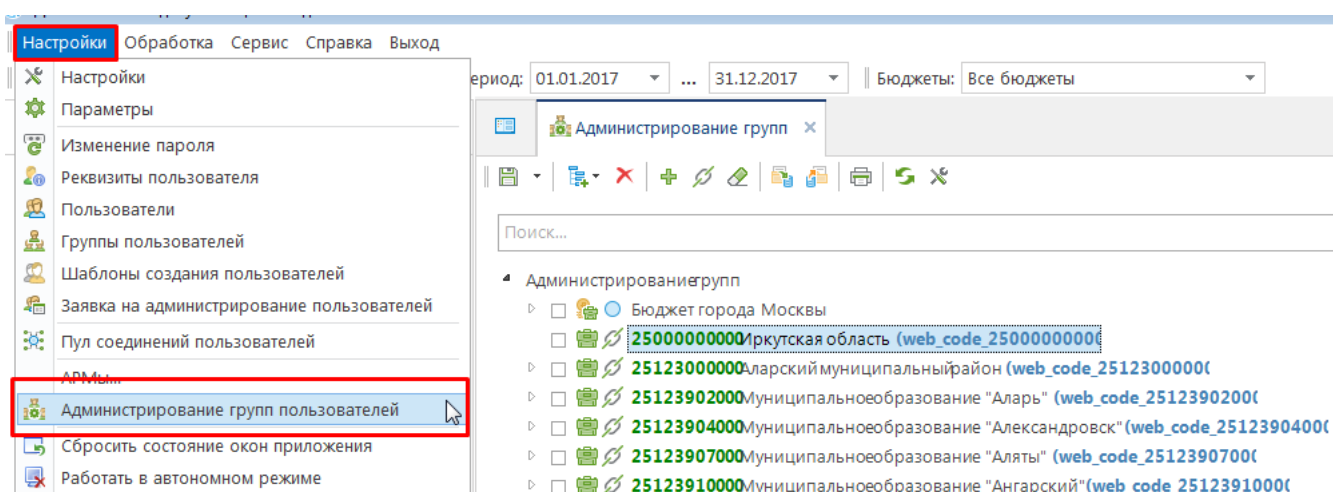 Настройки Обработка Сервис Справка Выход
Настройки
Параметры
Изменение пароля
Реквизиты пользователя
Пользователи
Группы пользователей
Шаблоны создания пользователей
Заявка на администрирование пользователей
Пул соединений пользователей
АРМы...
Администрирование групп пользователей
Сбросить состояние окон приложения
Работать в автономном режиме
ериод: 01.01.2017 ... 31.12.2017 Бюджеты: Все бюджеты
Администрирование групп
Поиск...
Администрированиегрупп
Бюджет города Москвы
25000000000Иркутская область (web_code_25000000000
25123000000Аларский муниципальныйрайон (web_code_2512300000(
25123902000Муниципальноеобразование "Аларь" (web_code_2512390200(
25123904000Муниципальноеобразование "Александровск"(web_code_2512390400(
25123907000Муниципальноеобразование "Аляты" (web_code_2512390700(
25123910000Муниципальноеобразование "Ангарский"(web_code_2512391000(